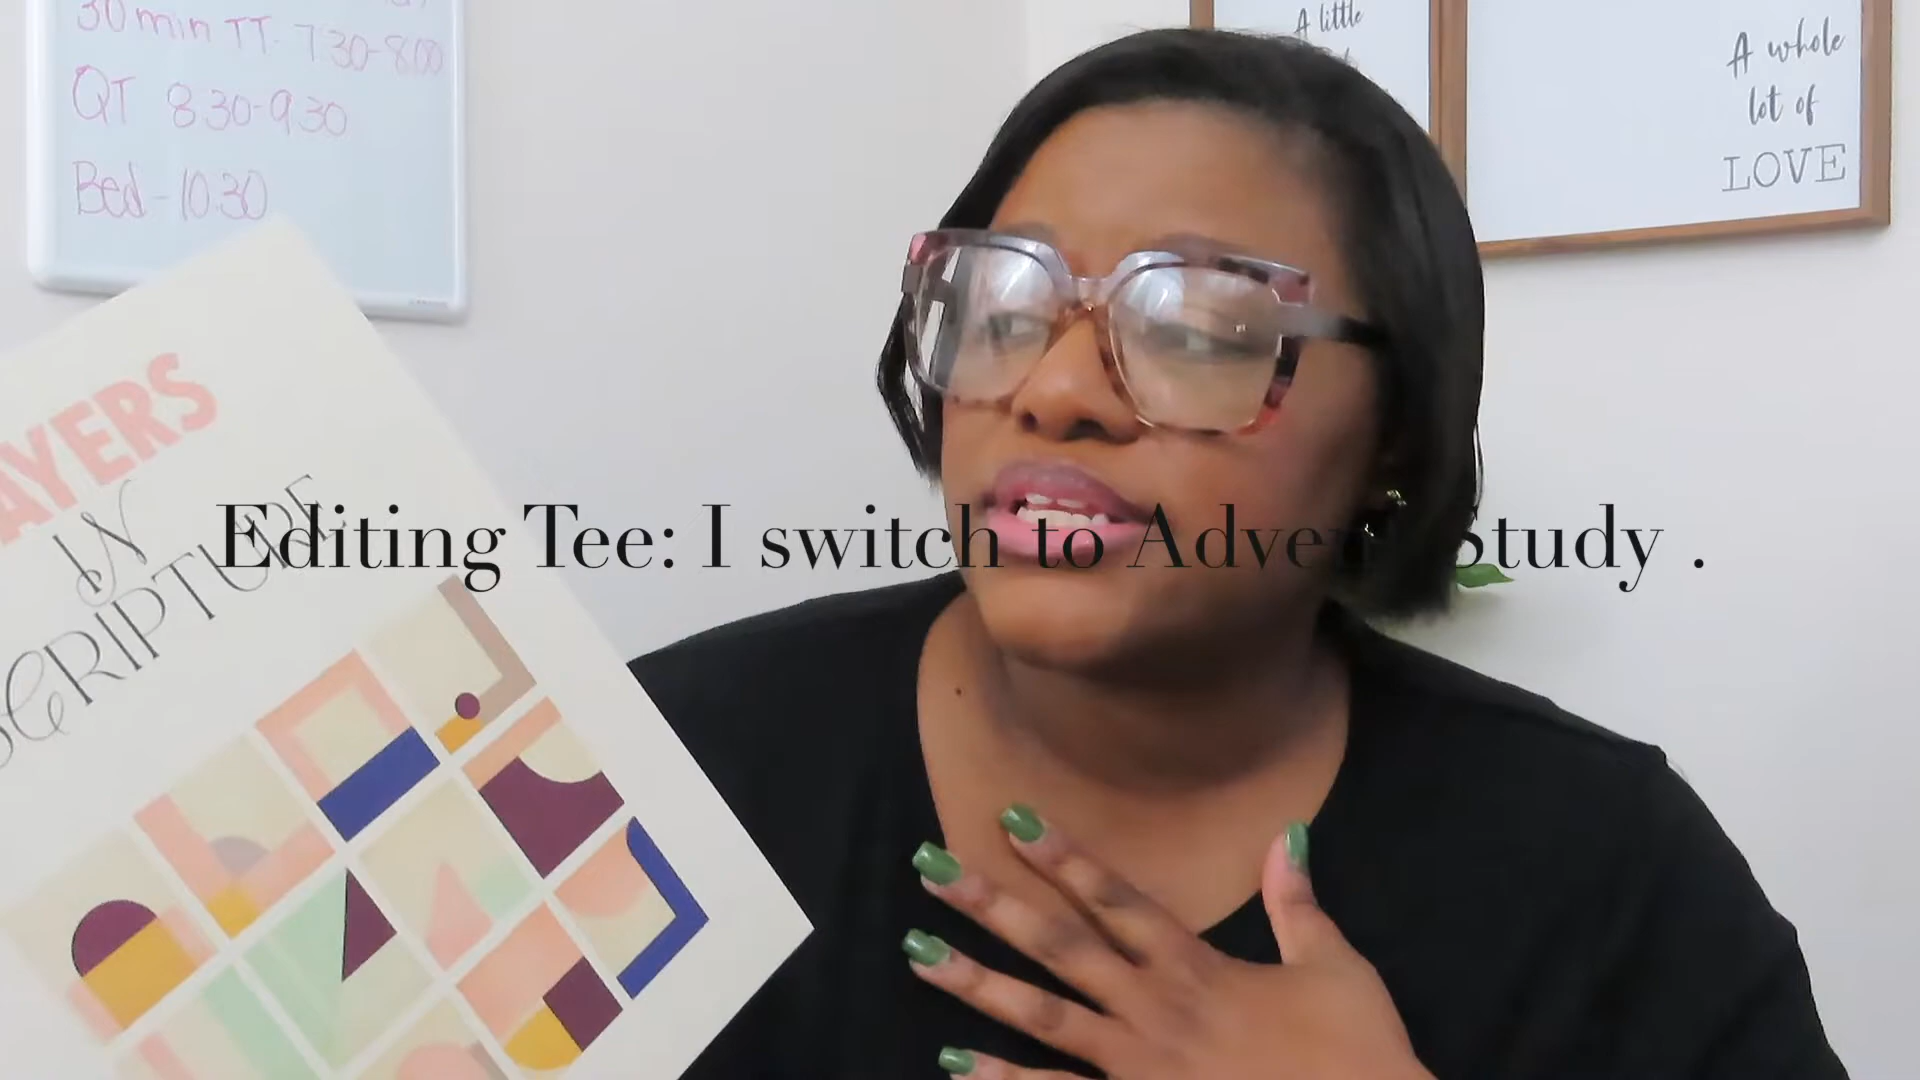 30 min TT- 7 30-8:00
QT 8 30-9 30
Bed - 10:30
A little
A whole
lot of
LOVE
AYERS
IN
SCRIPTURE
Editing Tee: I switch to Advent Study .